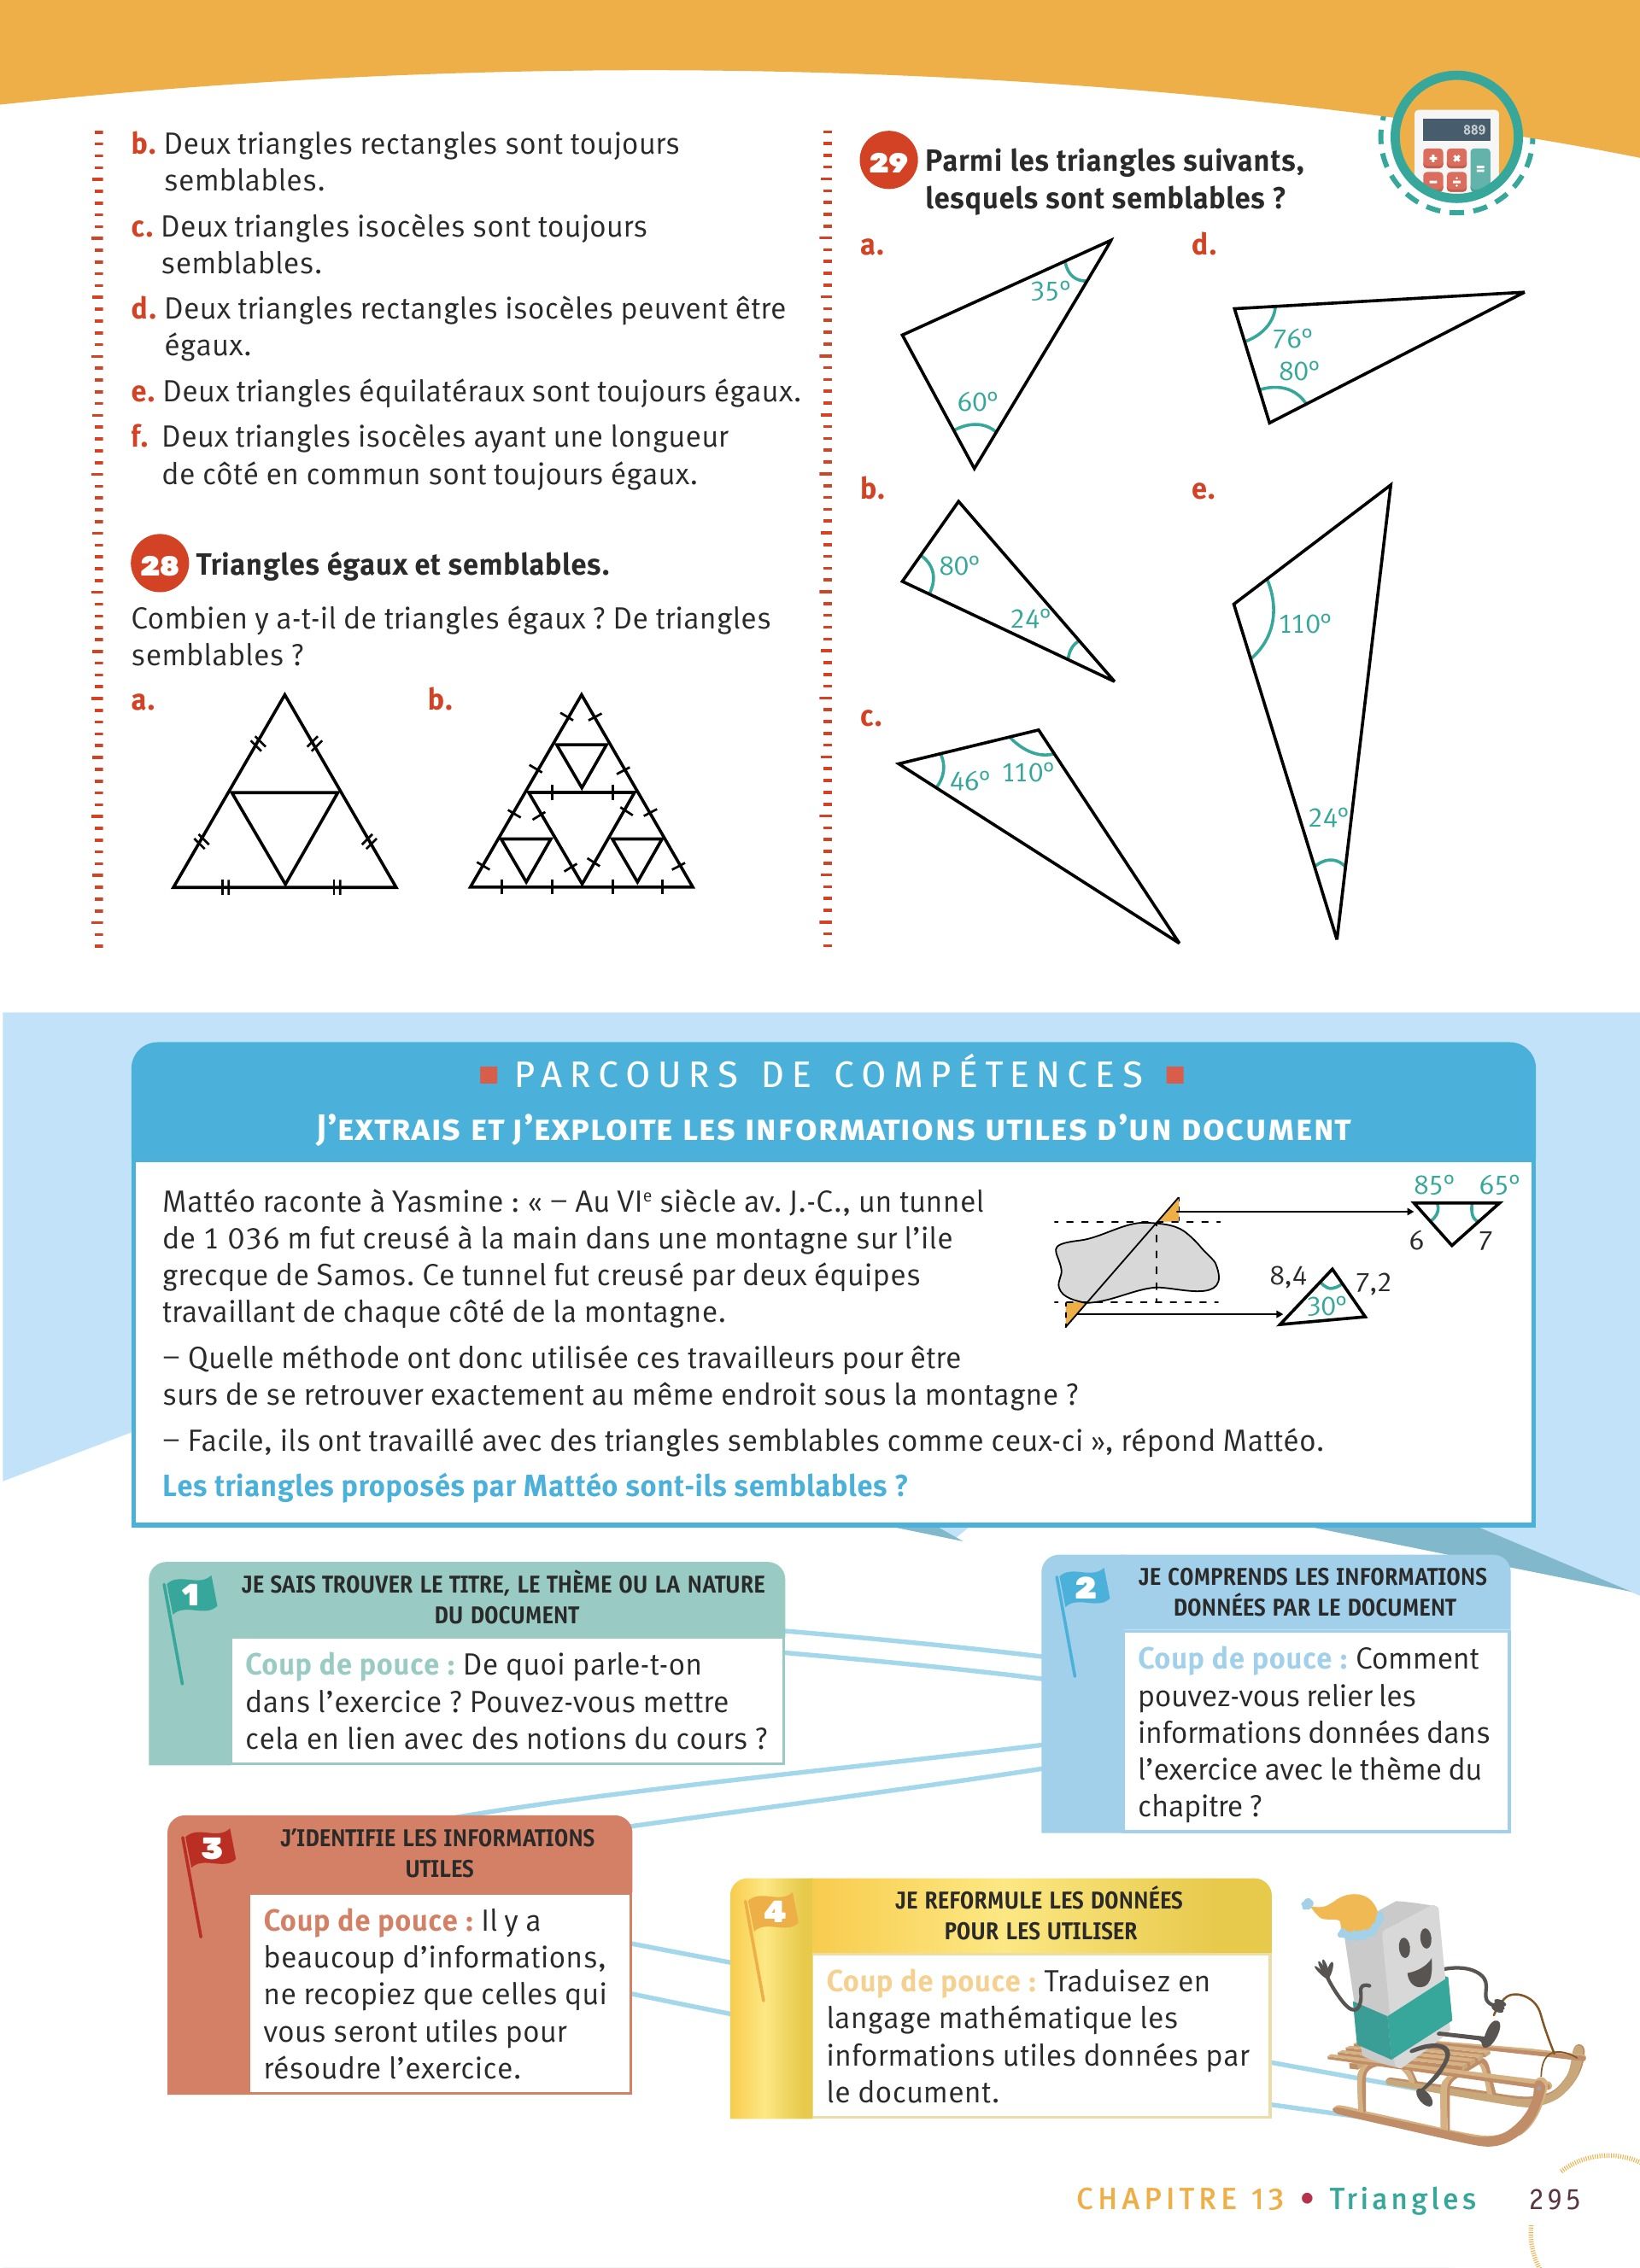 b. Deux triangles rectangles sont toujours
semblables.
c. Deux triangles isocèles sont toujours
semblables.
d. Deux triangles rectangles isocèles peuvent être
égaux.
e. Deux triangles équilatéraux sont toujours égaux.
f. Deux triangles isocèles ayant une longueur
de côté en commun sont toujours égaux.
28 Triangles égaux et semblables.
Combien y a-t-il de triangles égaux ? De triangles
semblables ?
a.
b.
889
29 Parmi les triangles suivants,
lesquels sont semblables ?
a.
35°
60°
d.
76°
80°
b.
80°
24°
e.
110°
24°
c.
46° 110°
PARCOURS DE COMPÉTENCES
J'EXTRAIS ET J'EXPLOITE LES INFORMATIONS UTILES D'UN DOCUMENT
Mattéo raconte à Yasmine : « – Au VIe siècle av. J.-C., un tunnel
de 1 036 m fut creusé à la main dans une montagne sur l'ile
grecque de Samos. Ce tunnel fut creusé par deux équipes
travaillant de chaque côté de la montagne.
– Quelle méthode ont donc utilisée ces travailleurs pour être
surs de se retrouver exactement au même endroit sous la montagne ?
– Facile, ils ont travaillé avec des triangles semblables comme ceux-ci », répond Mattéo.
Les triangles proposés par Mattéo sont-ils semblables ?
85° 65°
6 7
8,4 7,2
30°
1 JE SAIS TROUVER LE TITRE, LE THÈME OU LA NATURE
DU DOCUMENT
Coup de pouce : De quoi parle-t-on
dans l'exercice ? Pouvez-vous mettre
cela en lien avec des notions du cours ?
2 JE COMPRENDS LES INFORMATIONS
DONNÉES PAR LE DOCUMENT
Coup de pouce : Comment
pouvez-vous relier les
informations données dans
l'exercice avec le thème du
chapitre ?
3 J'IDENTIFIE LES INFORMATIONS
UTILES
Coup de pouce : Il y a
beaucoup d'informations,
ne recopiez que celles qui
vous seront utiles pour
résoudre l'exercice.
4 JE REFORMULE LES DONNÉES
POUR LES UTILISER
Coup de pouce : Traduisez en
langage mathématique les
informations utiles données par
le document.
CHAPITRE 13 • Triangles 295